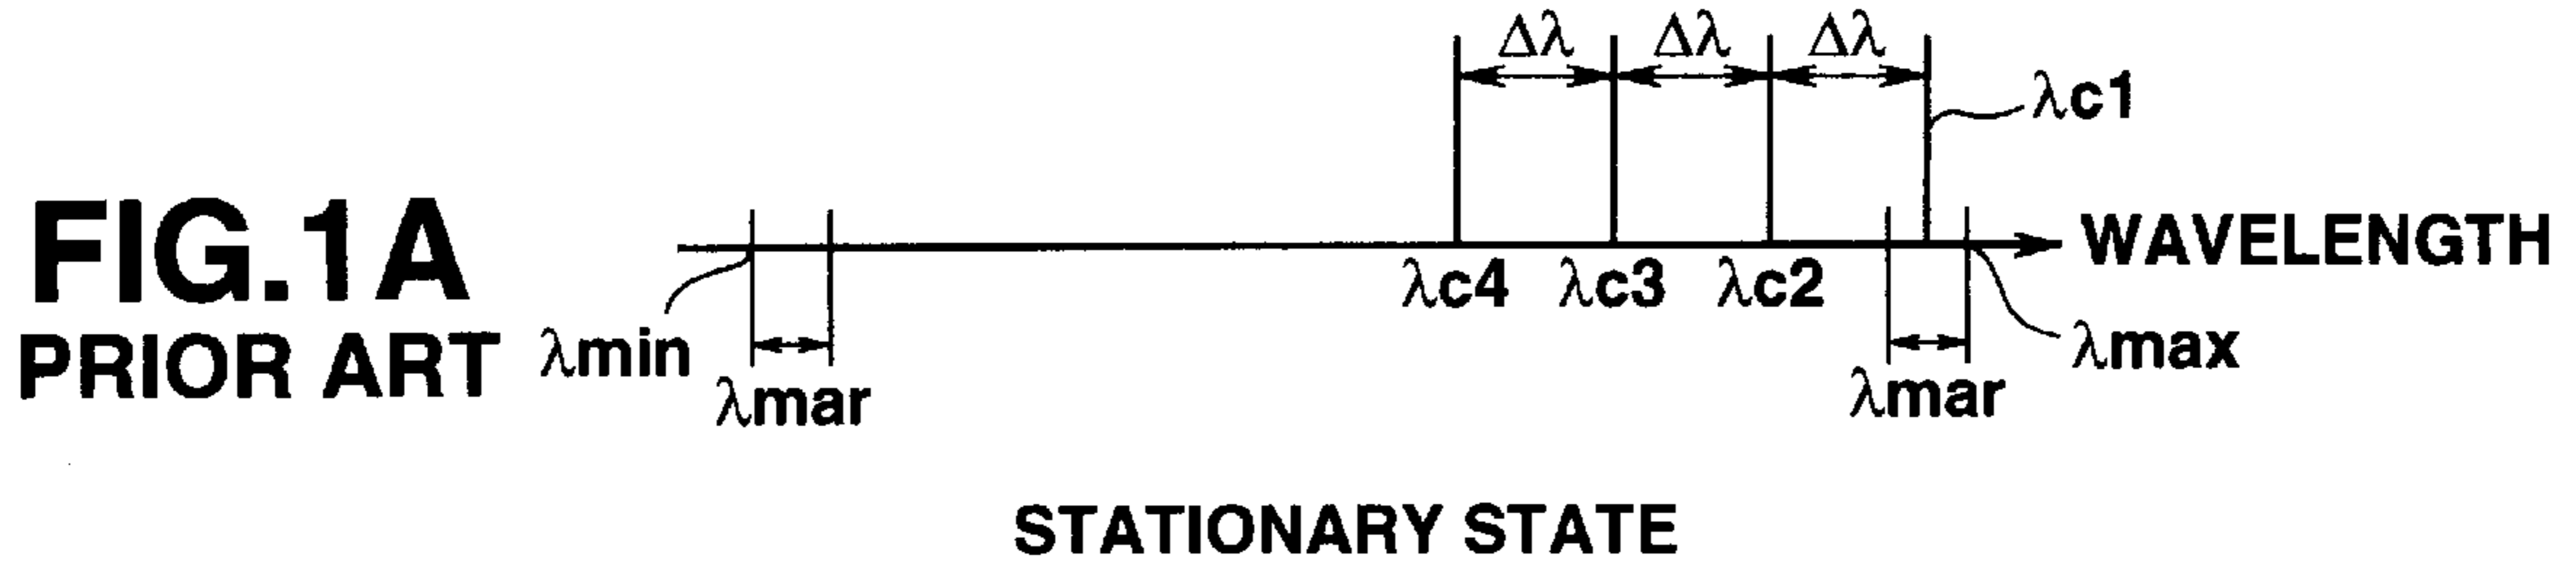 Δλ Δλ Δλ
λc1
FIG.1A
WAVELENGTH
λc4 λc3 λc2
PRIOR ART
λmin
λmax
λmar
λmar
STATIONARY STATE